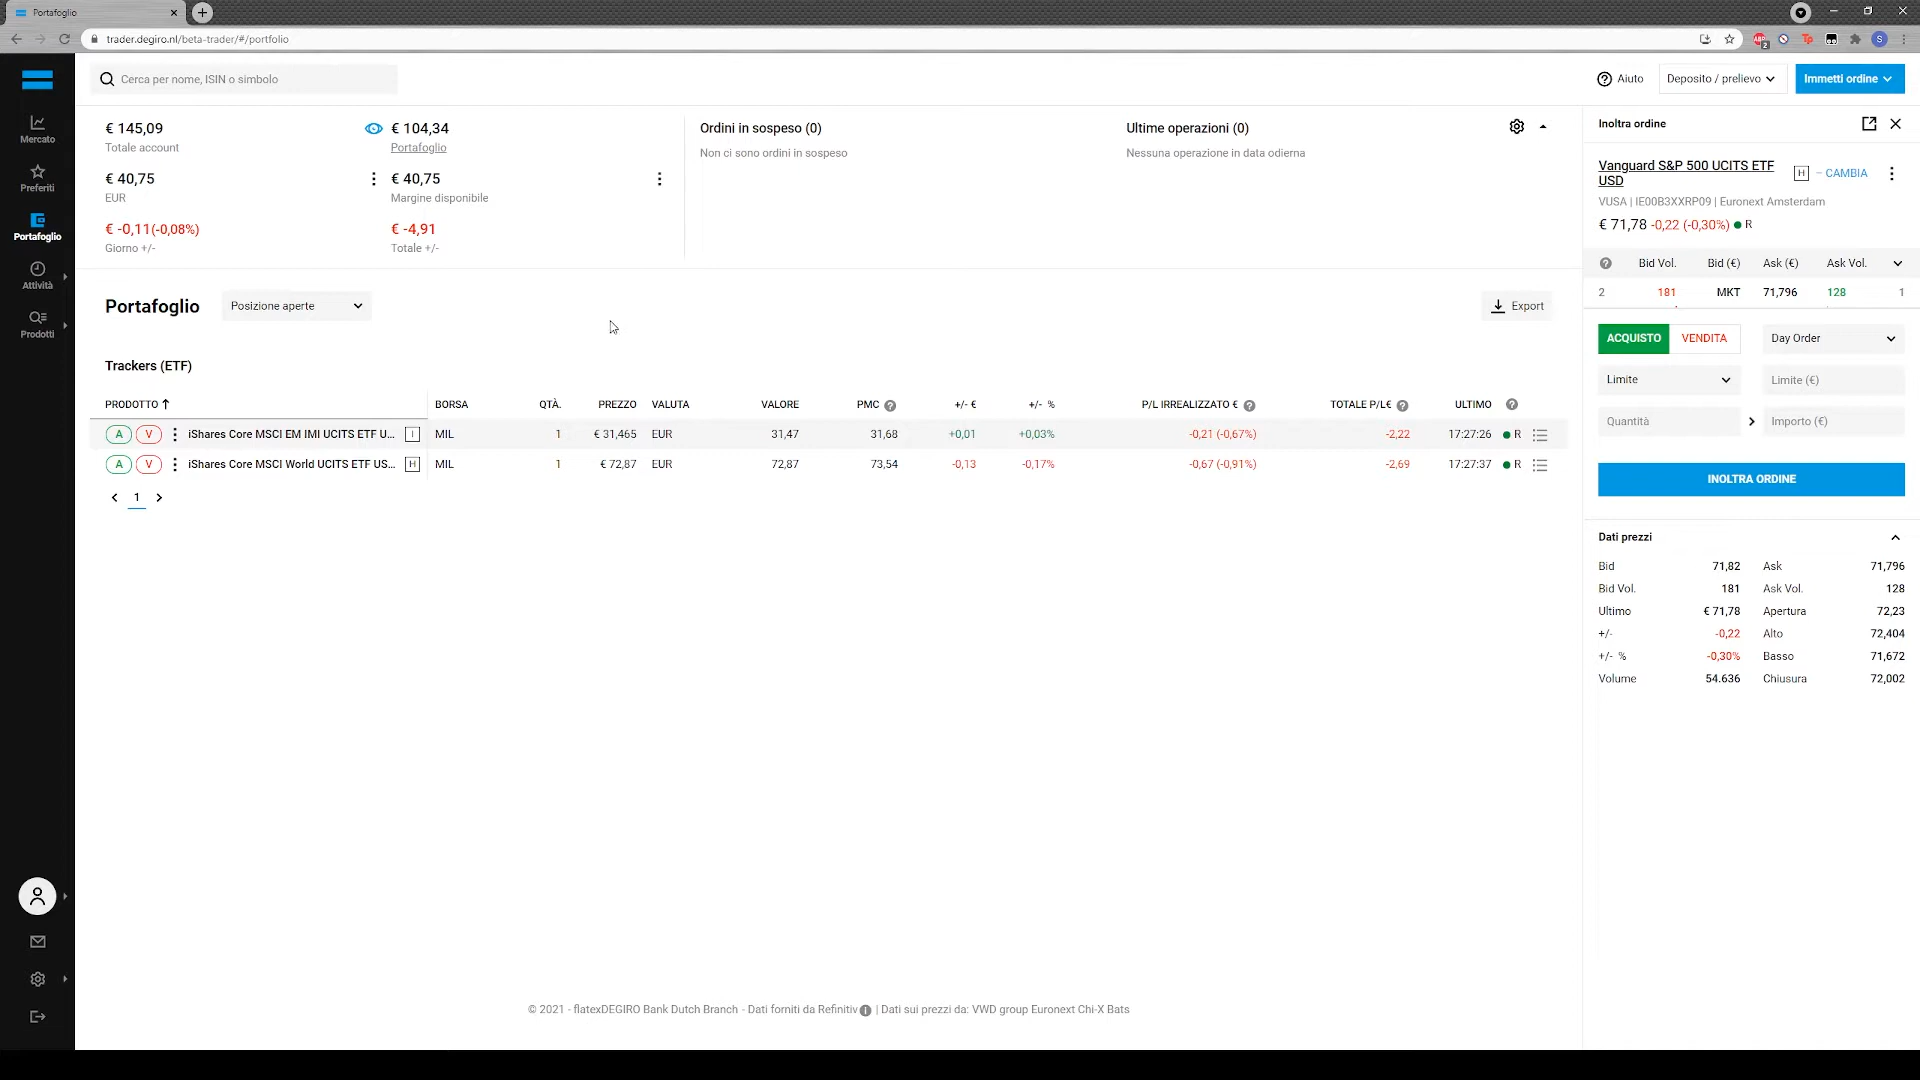 Portafoglio
trader.degiro.nl/beta-trader/#/portfolio
Cerca per nome, ISIN o simbolo
Aiuto
Deposito / prelievo
Immetti ordine
Mercato
Preferiti
Portafoglio
Attività
Prodotti
€ 145,09
Totale account
€ 104,34
Portafoglio
€ 40,75
EUR
€ 40,75
Margine disponibile
€ -0,11(-0,08%)
Giorno +/-
€ -4,91
Totale +/-
Ordini in sospeso (0)
Non ci sono ordini in sospeso
Ultime operazioni (0)
Nessuna operazione in data odierna
Portafoglio
Posizione aperte
Export
Trackers (ETF)
PRODOTTO BORSA QTÀ. PREZZO VALUTA VALORE PMC +/- € +/- % P/L IRREALIZZATO € TOTALE P/L€ ULTIMO
A V iShares Core MSCI EM IMI UCITS ETF U... I MIL 1 € 31,465 EUR 31,47 31,68 +0,01 +0,03% -0,21 (-0,67%) -2,22 17:27:26 R
A V iShares Core MSCI World UCITS ETF US... H MIL 1 € 72,87 EUR 72,87 73,54 -0,13 -0,17% -0,67 (-0,91%) -2,69 17:27:37 R
1
© 2021 - flatexDEGIRO Bank Dutch Branch - Dati forniti da Refinitiv | Dati sui prezzi da: VWD group Euronext Chi-X Bats
Inoltra ordine
Vanguard S&P 500 UCITS ETF
USD
H – CAMBIA
VUSA | IE00B3XXRP09 | Euronext Amsterdam
€ 71,78 -0,22 (-0,30%) R
Bid Vol. Bid (€) Ask (€) Ask Vol.
2 181 MKT 71,796 128 1
ACQUISTO VENDITA Day Order
Limite Limite (€)
Quantità Importo (€)
INOLTRA ORDINE
Dati prezzi
Bid 71,82 Ask 71,796
Bid Vol. 181 Ask Vol. 128
Ultimo € 71,78 Apertura 72,23
+/- -0,22 Alto 72,404
+/- % -0,30% Basso 71,672
Volume 54.636 Chiusura 72,002